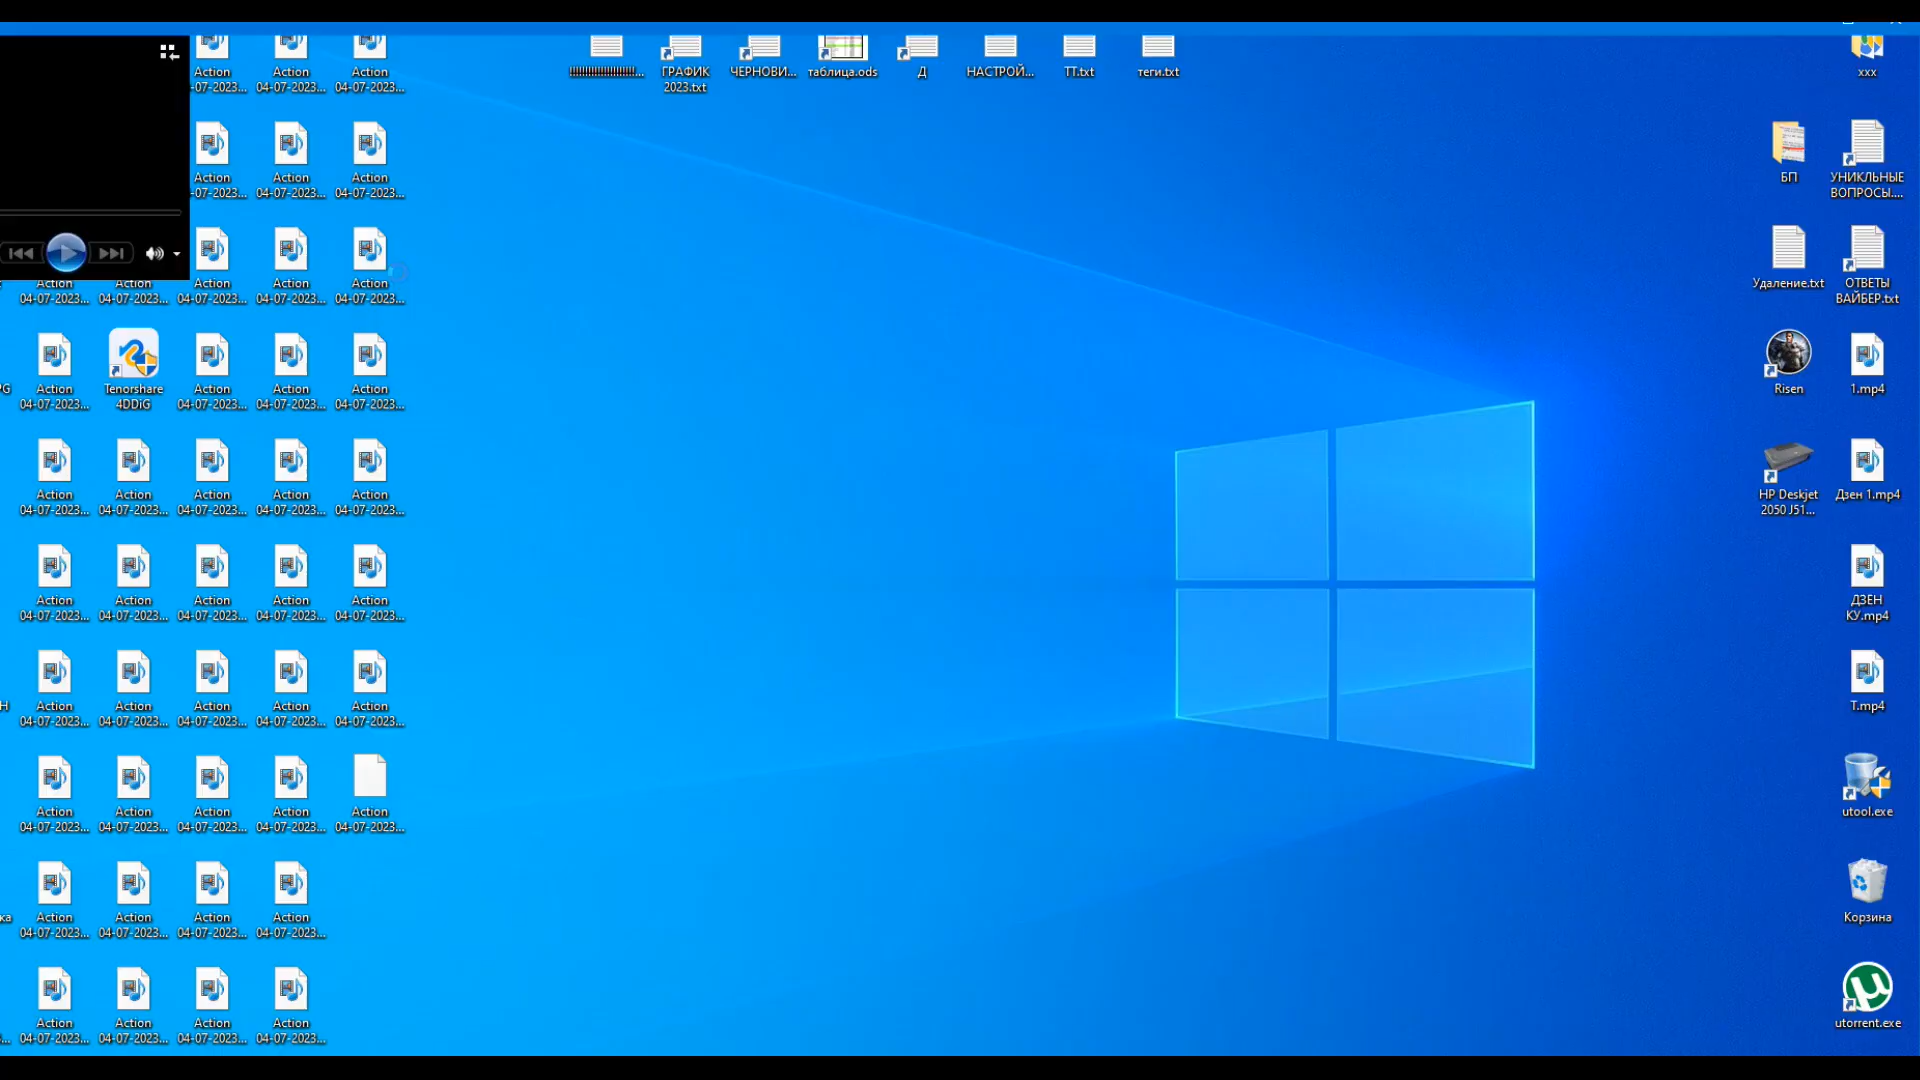 Action
-07-2023...
Action
04-07-2023...
Action
04-07-2023...
!!!!!!!!!!!!!!!!!!!!...
ГРАФИК
2023.txt
ЧЕРНОВИ...
таблица.ods
Д
НАСТРОЙ...
ТТ.txt
теги.txt
xxx
Action
-07-2023...
Action
04-07-2023...
Action
04-07-2023...
БП
УНИКЛЬНЫЕ
ВОПРОСЫ....
Action
04-07-2023...
Action
04-07-2023...
Action
04-07-2023...
Action
04-07-2023...
Action
04-07-2023...
Удаление.txt
ОТВЕТЫ
ВАЙБЕР.txt
PG
Action
04-07-2023...
Tenorshare
4DDiG
Action
04-07-2023...
Action
04-07-2023...
Action
04-07-2023...
Risen
1.mp4
Action
04-07-2023...
Action
04-07-2023...
Action
04-07-2023...
Action
04-07-2023...
Action
04-07-2023...
HP Deskjet
2050 J51...
Дзен 1.mp4
Action
04-07-2023...
Action
04-07-2023...
Action
04-07-2023...
Action
04-07-2023...
Action
04-07-2023...
ДЗЕН
КУ.mp4
Н
Action
04-07-2023...
Action
04-07-2023...
Action
04-07-2023...
Action
04-07-2023...
Action
04-07-2023...
Т.mp4
Action
04-07-2023...
Action
04-07-2023...
Action
04-07-2023...
Action
04-07-2023...
Action
04-07-2023...
utool.exe
ка
Action
04-07-2023...
Action
04-07-2023...
Action
04-07-2023...
Action
04-07-2023...
Корзина
Action
04-07-2023...
Action
04-07-2023...
Action
04-07-2023...
Action
04-07-2023...
utorrent.exe